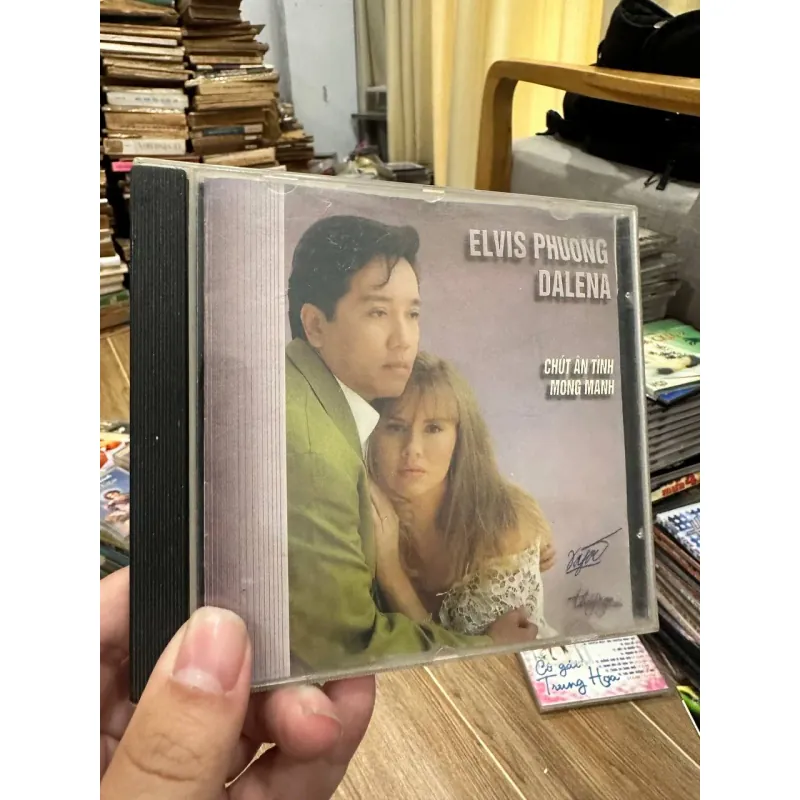 ELVIS PHUONG
DALENA
CHÚT ÂN TÌNH
MONG MANH
Cô gái
Trung Hoa